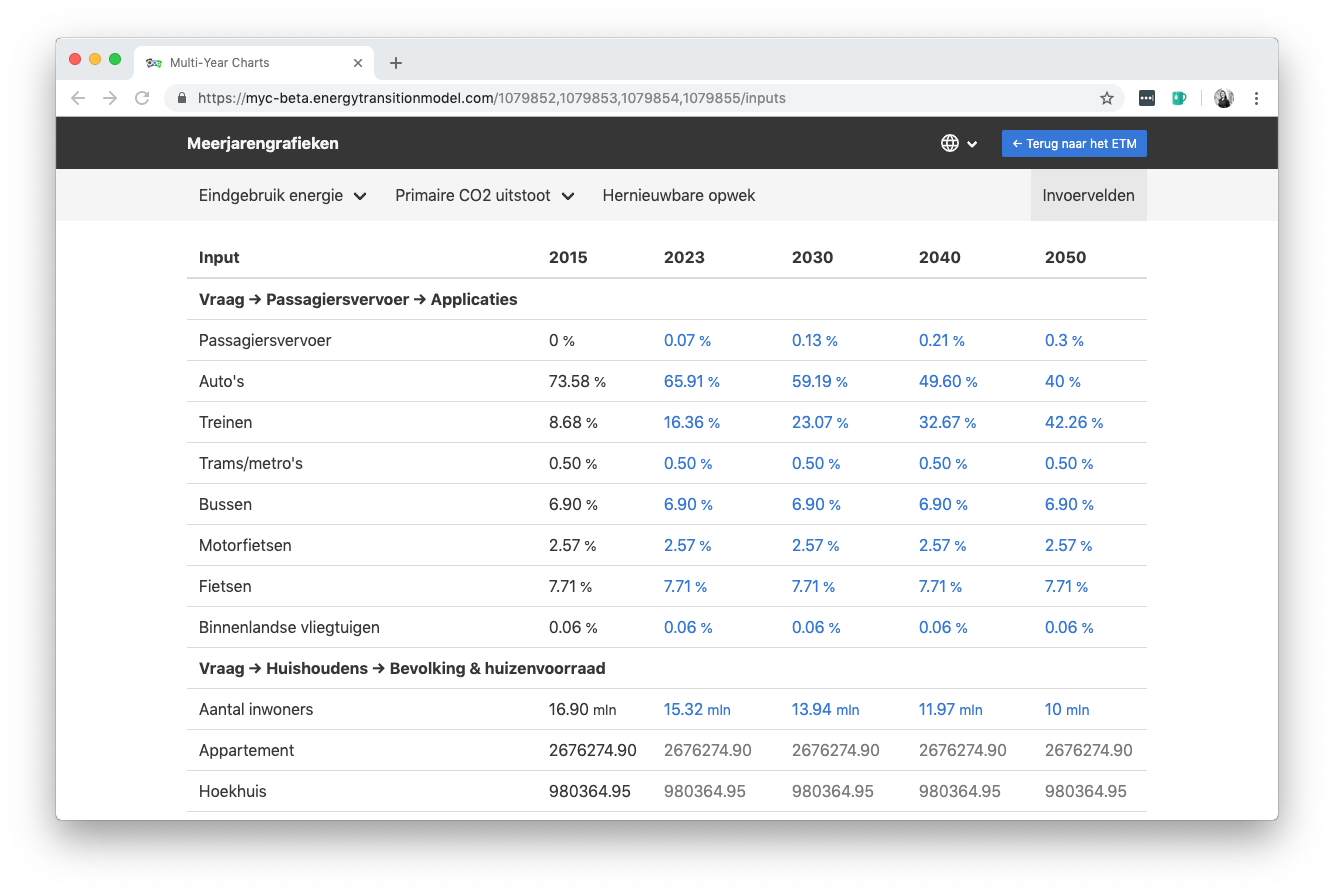 Multi-Year Charts
https://myc-beta.energytransitionmodel.com/1079852,1079853,1079854,1079855/inputs
Meerjarengrafieken ← Terug naar het ETM
Eindgebruik energie Primaire CO2 uitstoot Hernieuwbare opwek Invoervelden
Input 2015 2023 2030 2040 2050
Vraag → Passagiersvervoer → Applicaties
Passagiersvervoer 0 % 0.07 % 0.13 % 0.21 % 0.3 %
Auto's 73.58 % 65.91 % 59.19 % 49.60 % 40 %
Treinen 8.68 % 16.36 % 23.07 % 32.67 % 42.26 %
Trams/metro's 0.50 % 0.50 % 0.50 % 0.50 % 0.50 %
Bussen 6.90 % 6.90 % 6.90 % 6.90 % 6.90 %
Motorfietsen 2.57 % 2.57 % 2.57 % 2.57 % 2.57 %
Fietsen 7.71 % 7.71 % 7.71 % 7.71 % 7.71 %
Binnenlandse vliegtuigen 0.06 % 0.06 % 0.06 % 0.06 % 0.06 %
Vraag → Huishoudens → Bevolking & huizenvoorraad
Aantal inwoners 16.90 mln 15.32 mln 13.94 mln 11.97 mln 10 mln
Appartement 2676274.90 2676274.90 2676274.90 2676274.90 2676274.90
Hoekhuis 980364.95 980364.95 980364.95 980364.95 980364.95